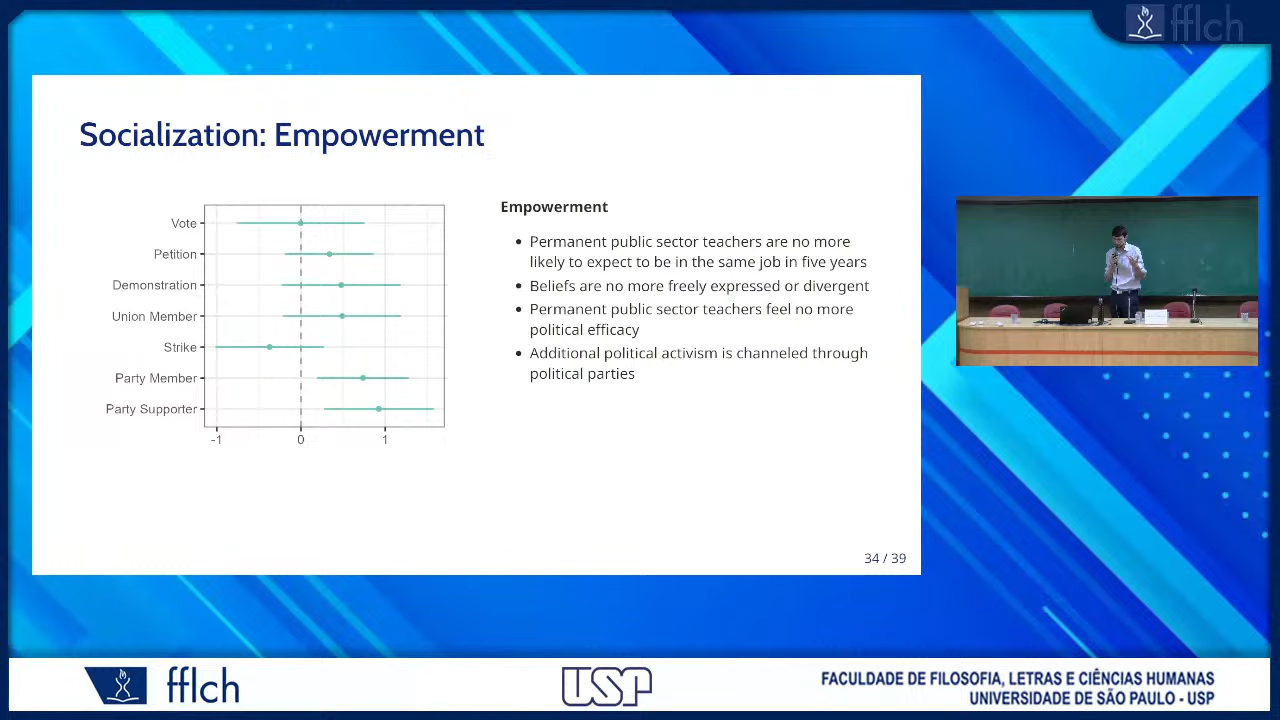 fflch
Socialization: Empowerment
Vote
Petition
Demonstration
Union Member
Strike
Party Member
Party Supporter
-1 0 1
Empowerment
Permanent public sector teachers are no more
likely to expect to be in the same job in five years
Beliefs are no more freely expressed or divergent
Permanent public sector teachers feel no more
political efficacy
Additional political activism is channeled through
political parties
34 / 39
fflch
USP
FACULDADE DE FILOSOFIA, LETRAS E CIÊNCIAS HUMANAS
UNIVERSIDADE DE SÃO PAULO - USP